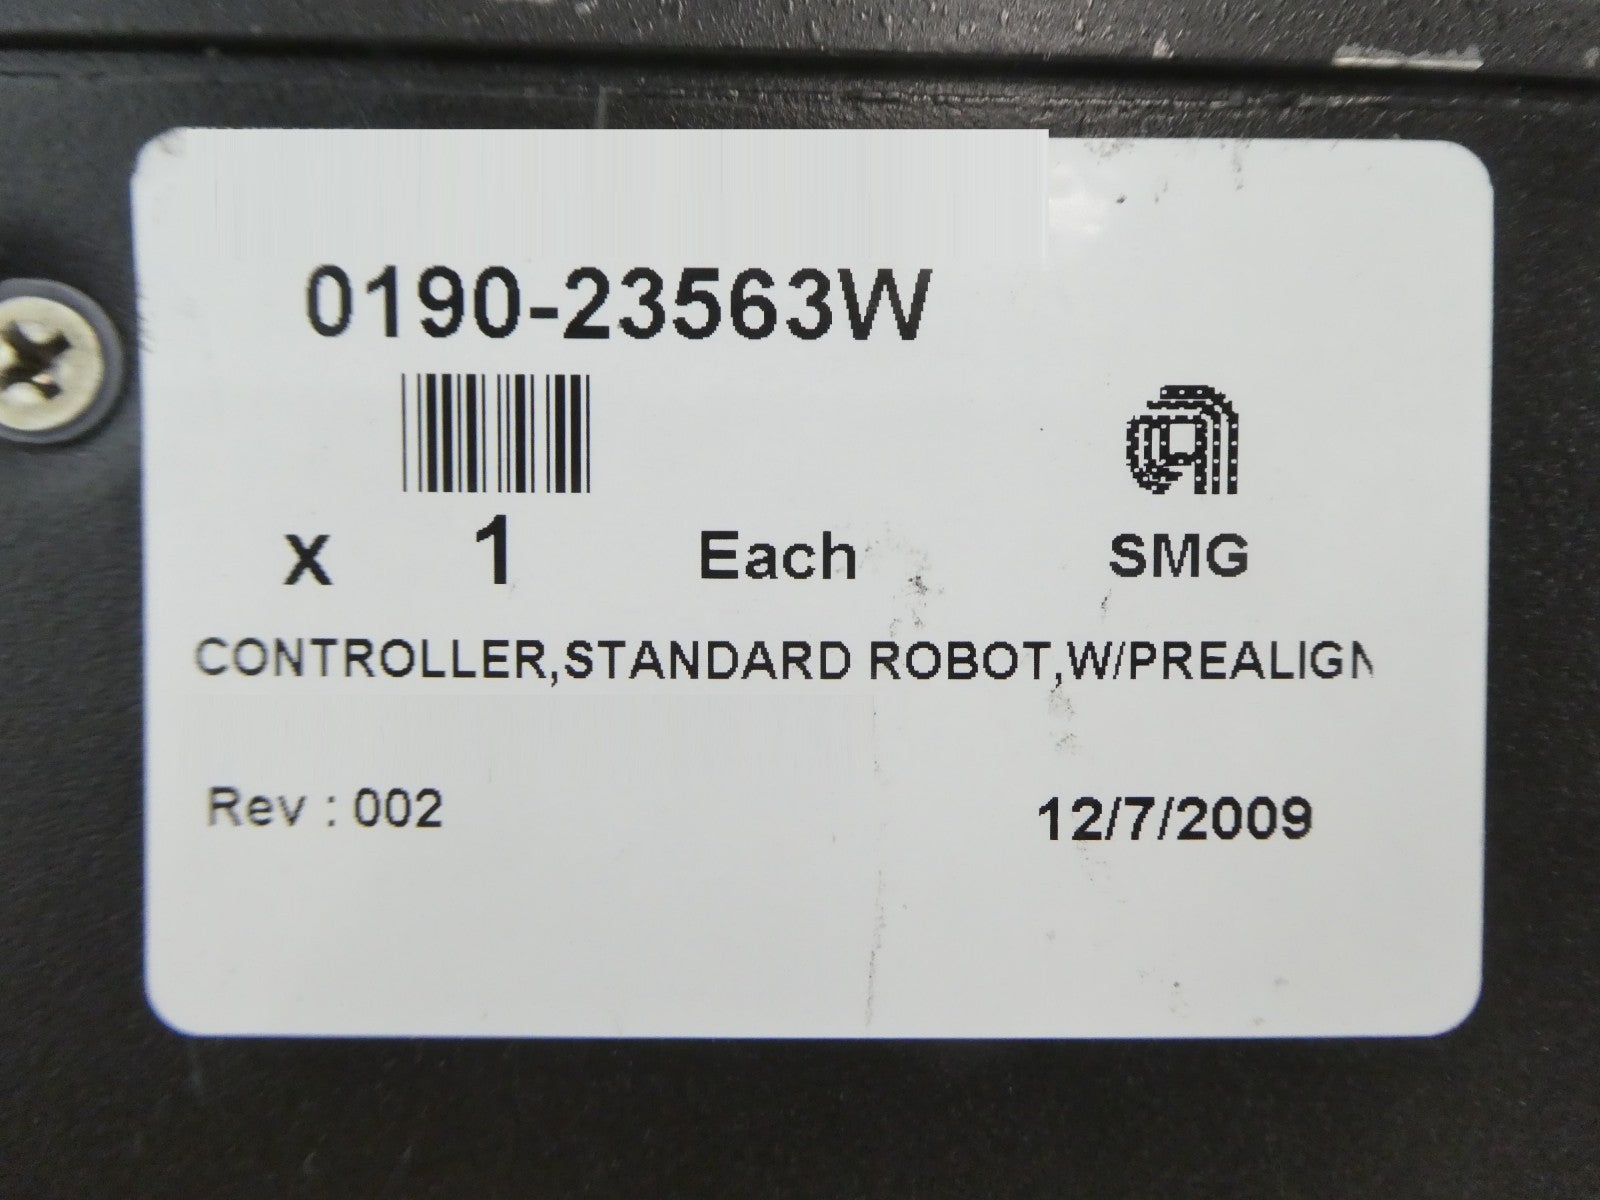 0190-23563W
x 1 Each SMG
CONTROLLER,STANDARD ROBOT,W/PREALIGN
Rev : 002 12/7/2009